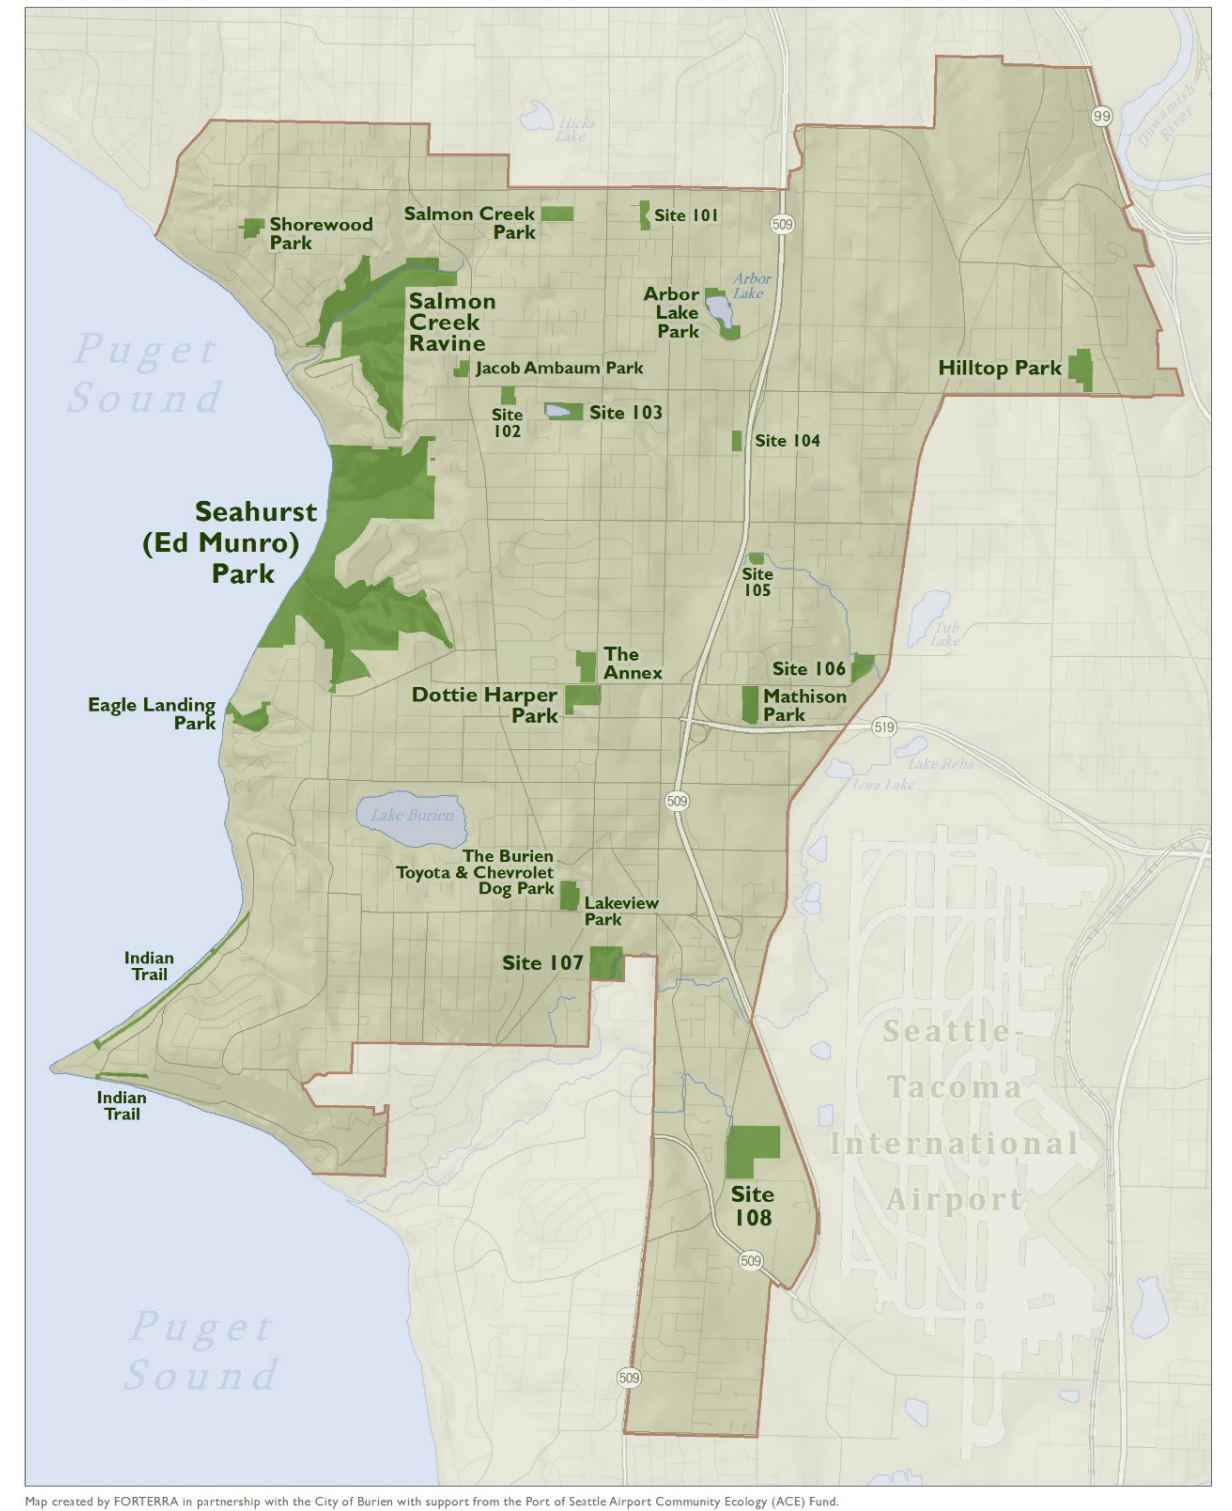 Hicks
Lake
99
Duwamish
River
Shorewood
Park
Salmon Creek
Park
Site 101
509
Arbor
Lake
Arbor
Lake
Park
Salmon
Creek
Ravine
Puget
Sound
Jacob Ambaum Park
Hilltop Park
Site
102
Site 103
Site 104
Seahurst
(Ed Munro)
Park
Site
105
Tub
Lake
The
Annex
Site 106
Dottie Harper
Park
Mathison
Park
Eagle Landing
Park
519
Lake Reba
Lora Lake
509
Lake Burien
The Burien
Toyota & Chevrolet
Dog Park
Lakeview
Park
Indian
Trail
Site 107
Seattle-
Tacoma
International
Airport
Indian
Trail
Site
108
509
Puget
Sound
509
Map created by FORTERRA in partnership with the City of Burien with support from the Port of Seattle Airport Community Ecology (ACE) Fund.